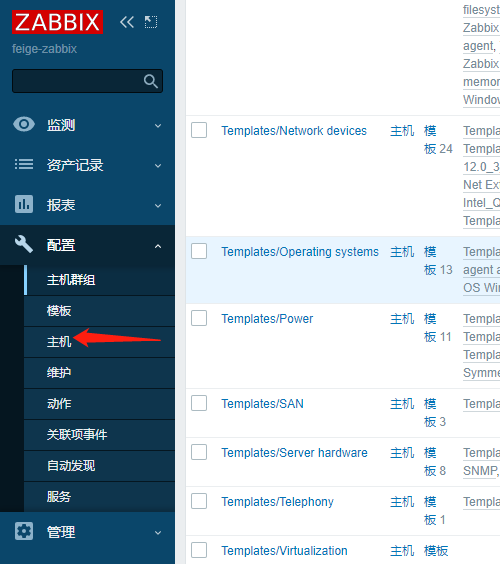 ZABBIX
feige-zabbix
监测
资产记录
报表
配置
主机群组
模板
主机
维护
动作
关联项事件
自动发现
服务
管理
filesyst
Zabbix
agent,
Zabbix
memor
Window
Templates/Network devices 主机 模 Templa
板 24 Templa
12.0_3
Net Ext
Intel_Q
Templa
Templates/Operating systems 主机 模 Templa
板 13 agent a
OS Win
Templates/Power 主机 模 Templa
板 11 Templa
Templa
Symme
Templates/SAN 主机 模 Templa
板 3
Templates/Server hardware 主机 模 Templa
板 8 SNMP,
Templates/Telephony 主机 模 Templa
板 1
Templates/Virtualization 主机 模板